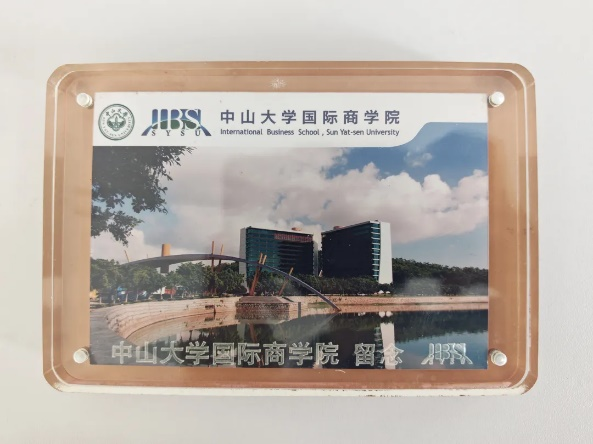 IBS
SYSU
中山大学国际商学院
International Business School , Sun Yat-sen University
中山大学国际商学院 留念 IBS